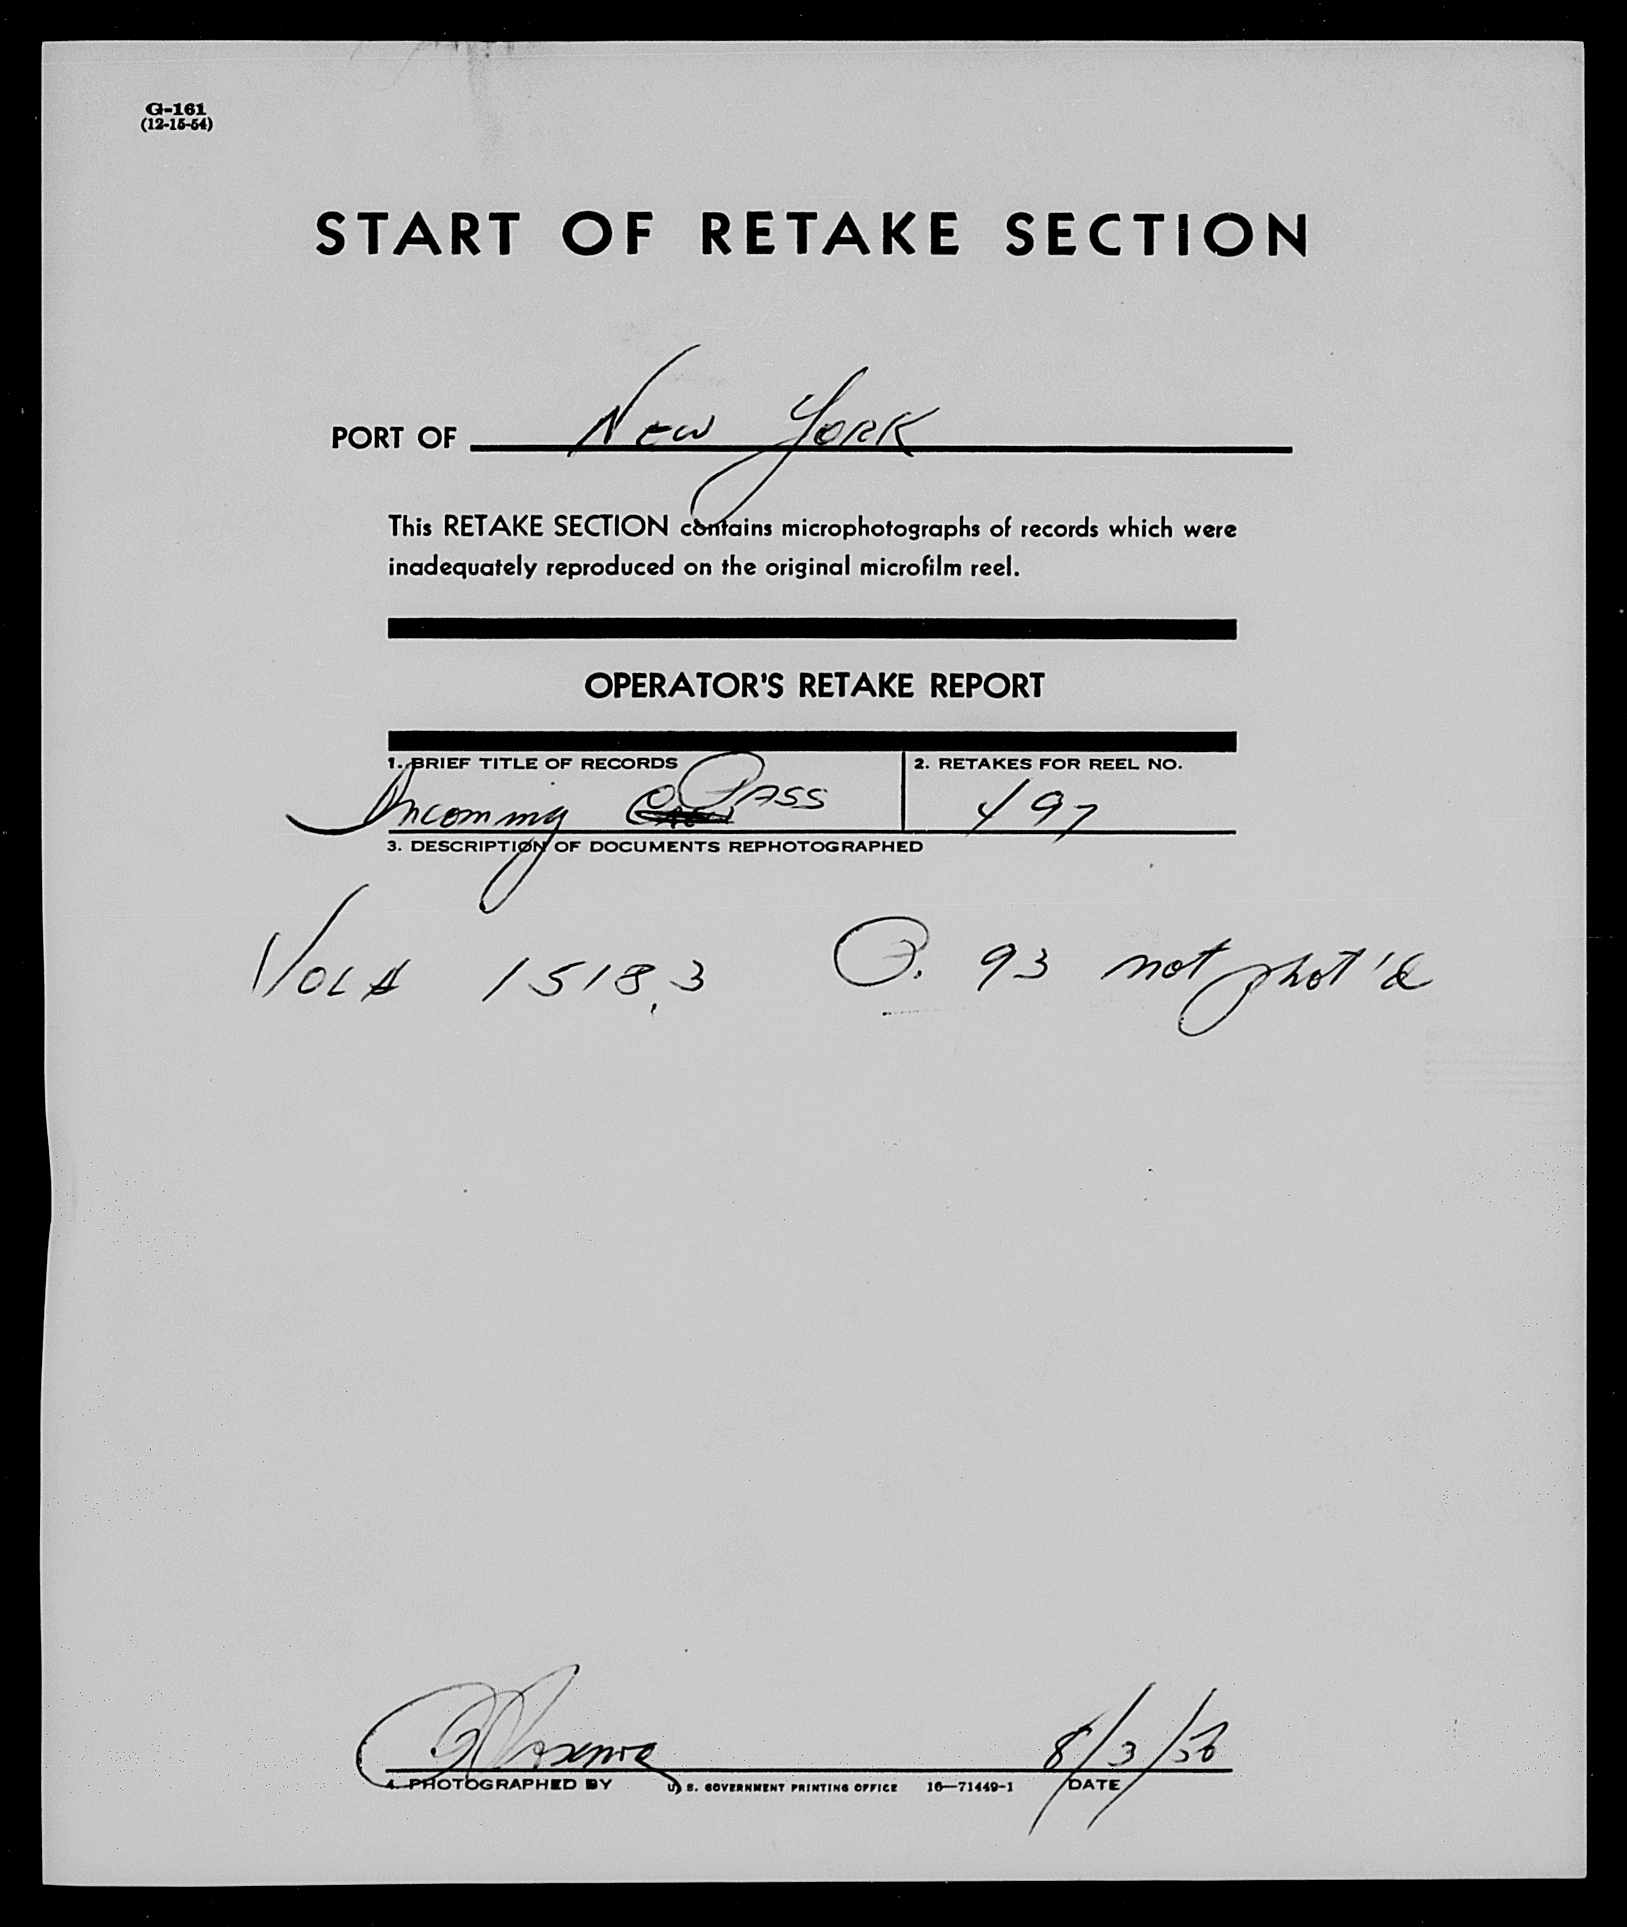 G-161
(12-15-54)
START OF RETAKE SECTION
PORT OF New York
This RETAKE SECTION contains microphotographs of records which were
inadequately reproduced on the original microfilm reel.
OPERATOR'S RETAKE REPORT
1. BRIEF TITLE OF RECORDS 2. RETAKES FOR REEL NO.
Incoming Pass 497
3. DESCRIPTION OF DOCUMENTS REPHOTOGRAPHED
1518,3 P. 93 not phot'd
8/3/56
4. PHOTOGRAPHED BY U. S. GOVERNMENT PRINTING OFFICE 16—71449-1 DATE